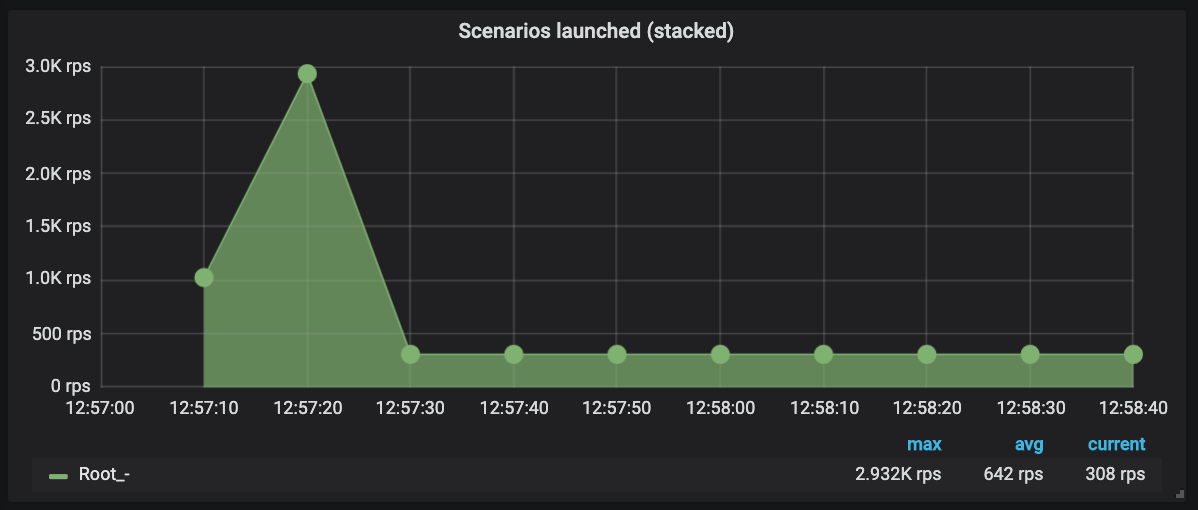 Scenarios launched (stacked)
3.0K rps
2.5K rps
2.0K rps
1.5K rps
1.0K rps
500 rps
0 rps
12:57:00 12:57:10 12:57:20 12:57:30 12:57:40 12:57:50 12:58:00 12:58:10 12:58:20 12:58:30 12:58:40
max avg current
Root_- 2.932K rps 642 rps 308 rps